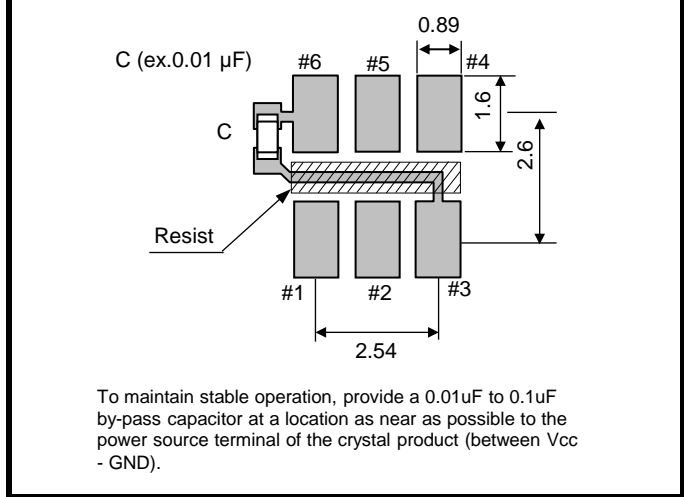 0.89
C (ex.0.01 µF)
#6
#5
#4
1.6
C
2.6
Resist
#1
#2
#3
2.54
To maintain stable operation, provide a 0.01uF to 0.1uF
by-pass capacitor at a location as near as possible to the
power source terminal of the crystal product (between Vcc
- GND).